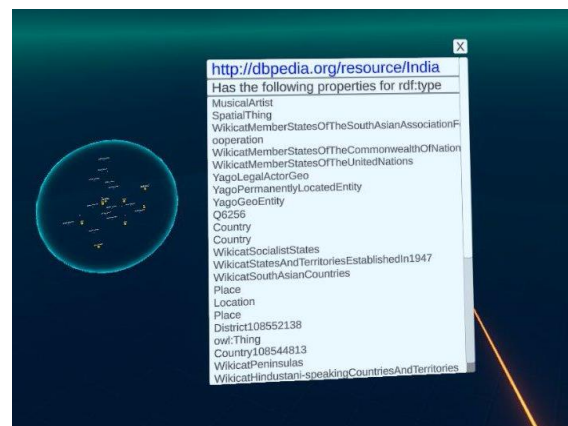 X
http://dbpedia.org/resource/India
Has the following properties for rdf:type
MusicalArtist
SpatialThing
WikicatMemberStatesOfTheSouthAsianAssociationF
ooperation
WikicatMemberStatesOfTheCommonwealthOfNation
WikicatMemberStatesOfTheUnitedNations
YagoLegalActorGeo
YagoPermanentlyLocatedEntity
YagoGeoEntity
Q6256
Country
Country
WikicatSocialistStates
WikicatStatesAndTerritoriesEstablishedIn1947
WikicatSouthAsianCountries
Place
Location
Place
District108552138
owl:Thing
Country108544813
WikicatPeninsulas
WikicatHindustani-speakingCountriesAndTerritories